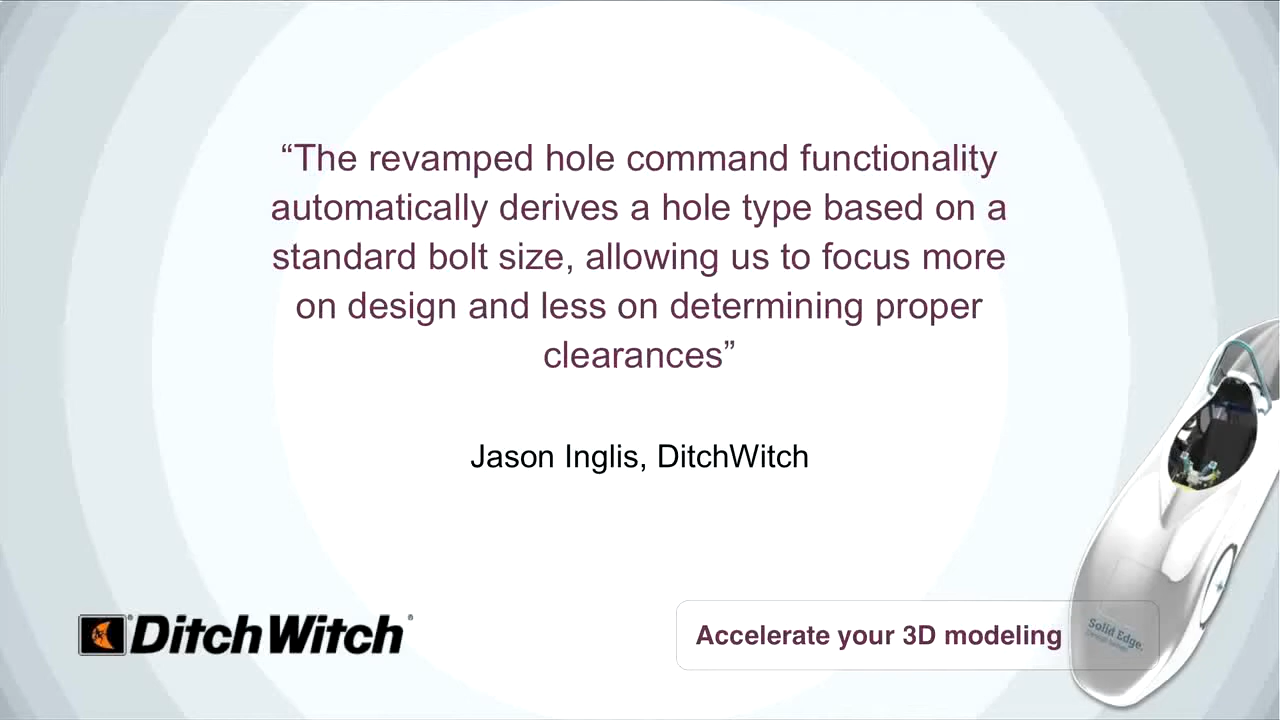 “The revamped hole command functionality
automatically derives a hole type based on a
standard bolt size, allowing us to focus more
on design and less on determining proper
clearances”
Jason Inglis, DitchWitch
DitchWitch®
Accelerate your 3D modeling
Solid Edge.